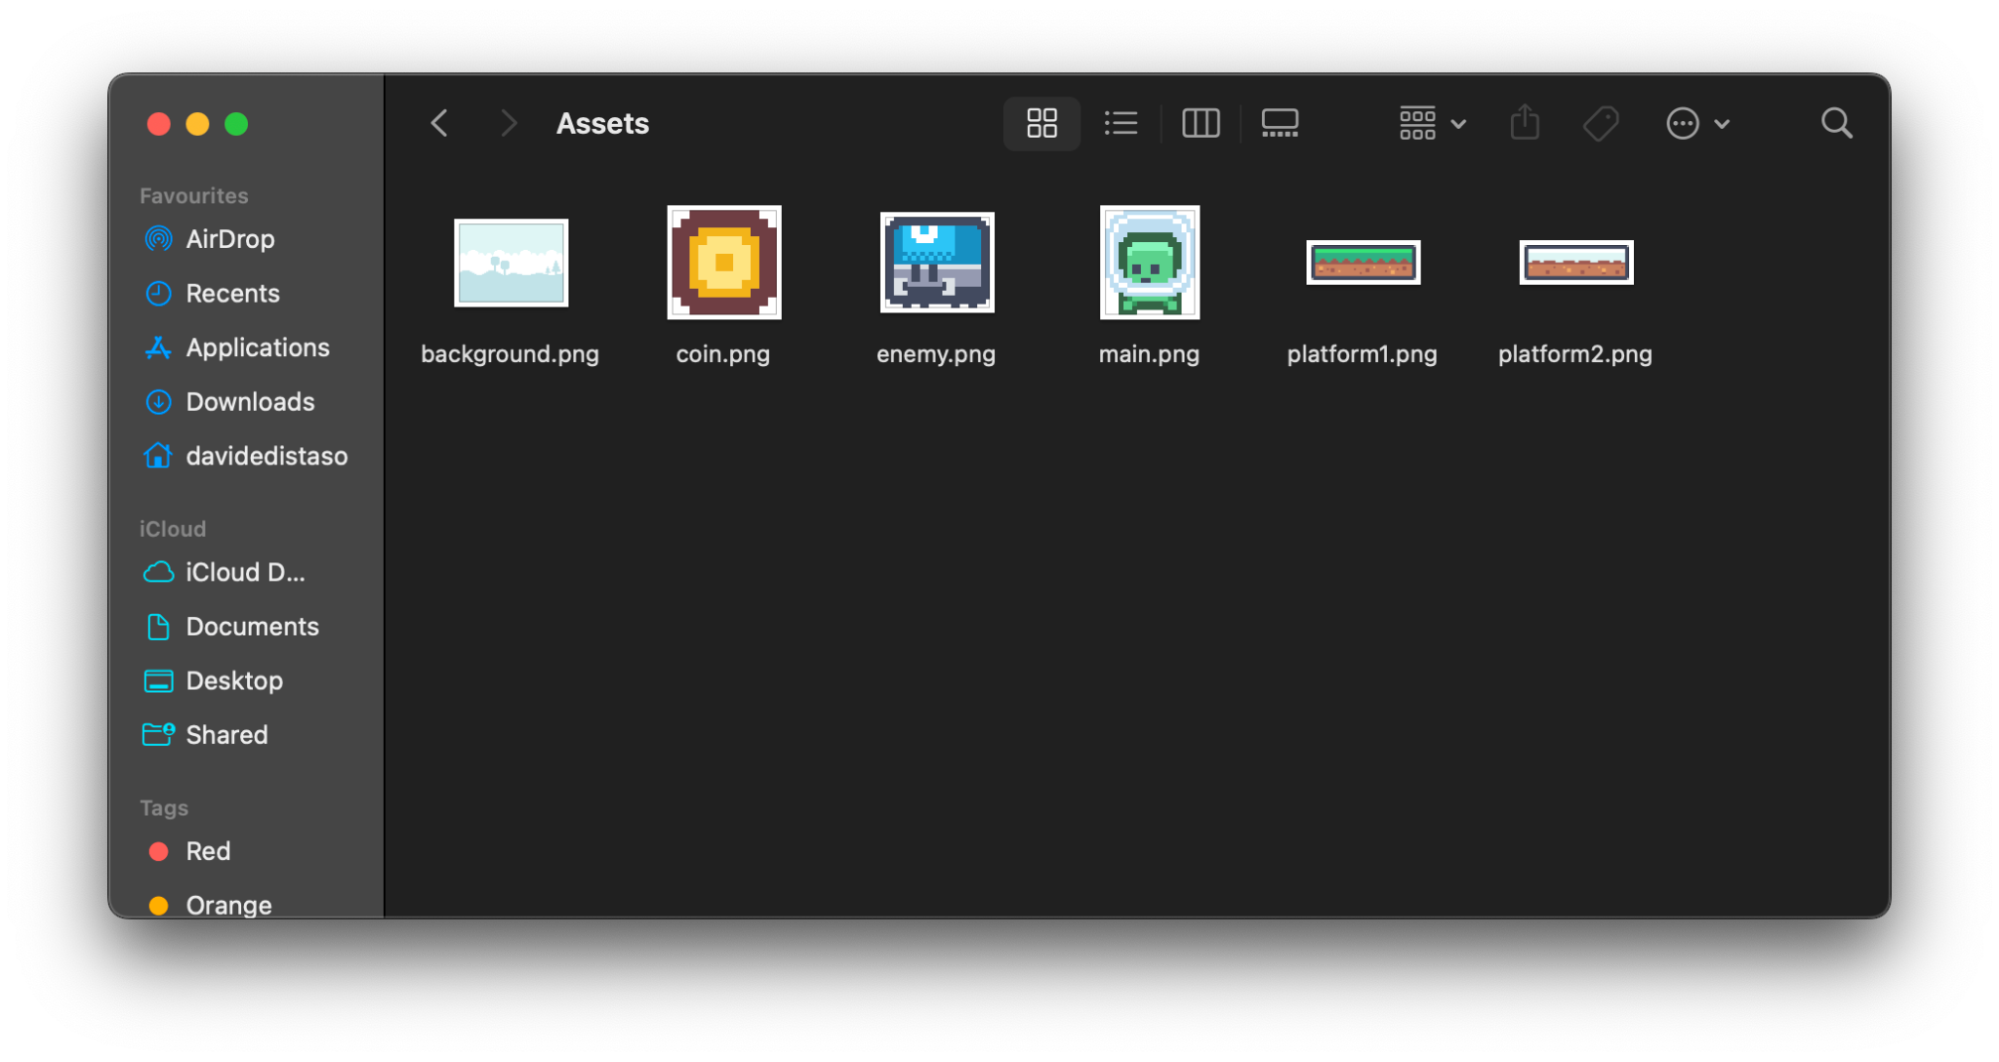 Assets
Favourites
AirDrop
Recents
Applications
Downloads
davidedistaso
iCloud
iCloud D...
Documents
Desktop
Shared
Tags
Red
Orange
background.png
coin.png
enemy.png
main.png
platform1.png
platform2.png